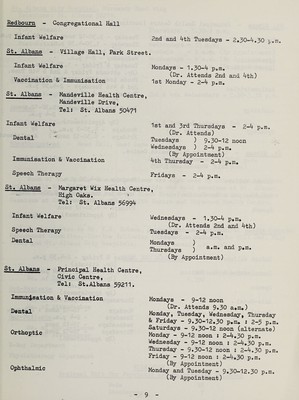 Redbourn - Congregational Hall
Infant Welfare 2nd and 4th Tuesdays - 2.30-4.30 p.m.
St. Albans - Village Hall, Park Street.
Infant Welfare Mondays - 1.30-4 p.m.
(Dr. Attends 2nd and 4th)
Vaccination & Immunisation 1st Monday - 2-4 p.m.
St. Albans - Mandeville Health Centre,
Mandeville Drive,
Tel: St. Albans 50471
Infant Welfare 1st and 3rd Thursdays - 2-4 p.m.
(Dr. Attends)
Dental Tuesdays ) 9.30-12 noon
Wednesdays ) 2-4 p.m.
(By Appointment)
Immunisation & Vaccination 4th Thursday - 2-4 p.m.
Speech Therapy Fridays - 2-4 p.m.
St. Albans - Margaret Wix Health Centre,
High Oaks.
Tel: St. Albans 56994
Infant Welfare Wednesdays - 1.30-4 p.m.
(Dr. Attends 2nd and 4th)
Speech Therapy Tuesdays - 2-4 p.m.
Dental Mondays )
Thursdays ) a.m. and p.m.
(By Appointment)
St. Albans - Principal Health Centre,
Civic Centre,
Tel: St.Albans 59211.
Immunisation & Vaccination Mondays - 9-12 noon
(Dr. Attends 9.30 a.m.)
Dental Monday, Tuesday, Wednesday, Thursday
& Friday - 9.30-12.30 p.m. : 2-5 p.m.
Saturdays - 9.30-12 noon (alternate)
Orthoptic Monday - 9-12 noon : 2-4.30 p.m.
Wednesday - 9-12 noon : 2-4.30 p.m.
Thursday - 9.30-12 noon : 2-4.30 p.m.
Friday - 9-12 noon : 2-4.30 p.m.
(By Appointment)
Ophthalmic Monday and Tuesday - 9.30-12.30 p.m.
(By Appointment)
- 9 -